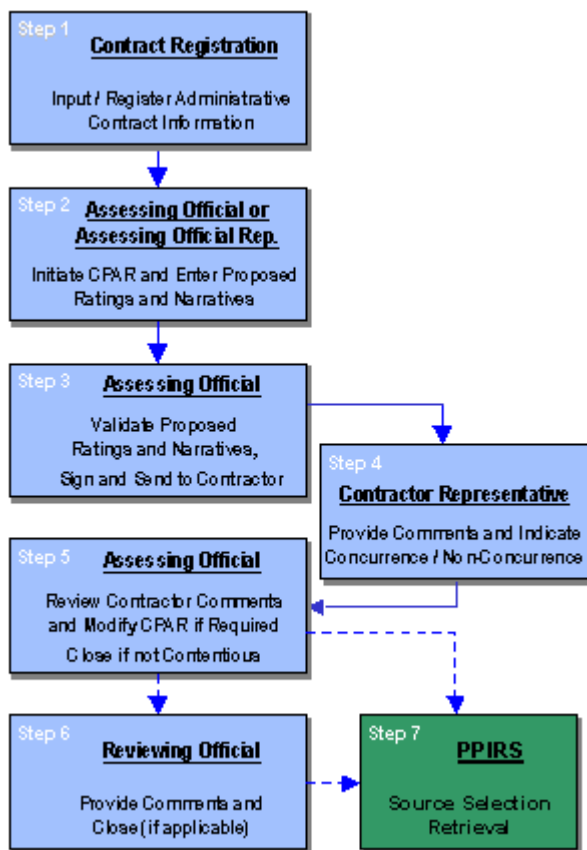 Step 1
Contract Registration
Input / Register Administrative
Contract Information
Step 2
Assessing Official or
Assessing Official Rep.
Initiate CPAR and Enter Proposed
Ratings and Narratives
Step 3
Assessing Official
Validate Proposed
Ratings and Narratives,
Sign and Send to Contractor
Step 4
Contractor Representative
Provide Comments and Indicate
Concurrence / Non-Concurrence
Step 5
Assessing Official
Review Contractor Comments
and Modify CPAR if Required
Close if not Contentious
Step 6
Reviewing Official
Provide Comments and
Close (if applicable)
Step 7
PPIRS
Source Selection
Retrieval